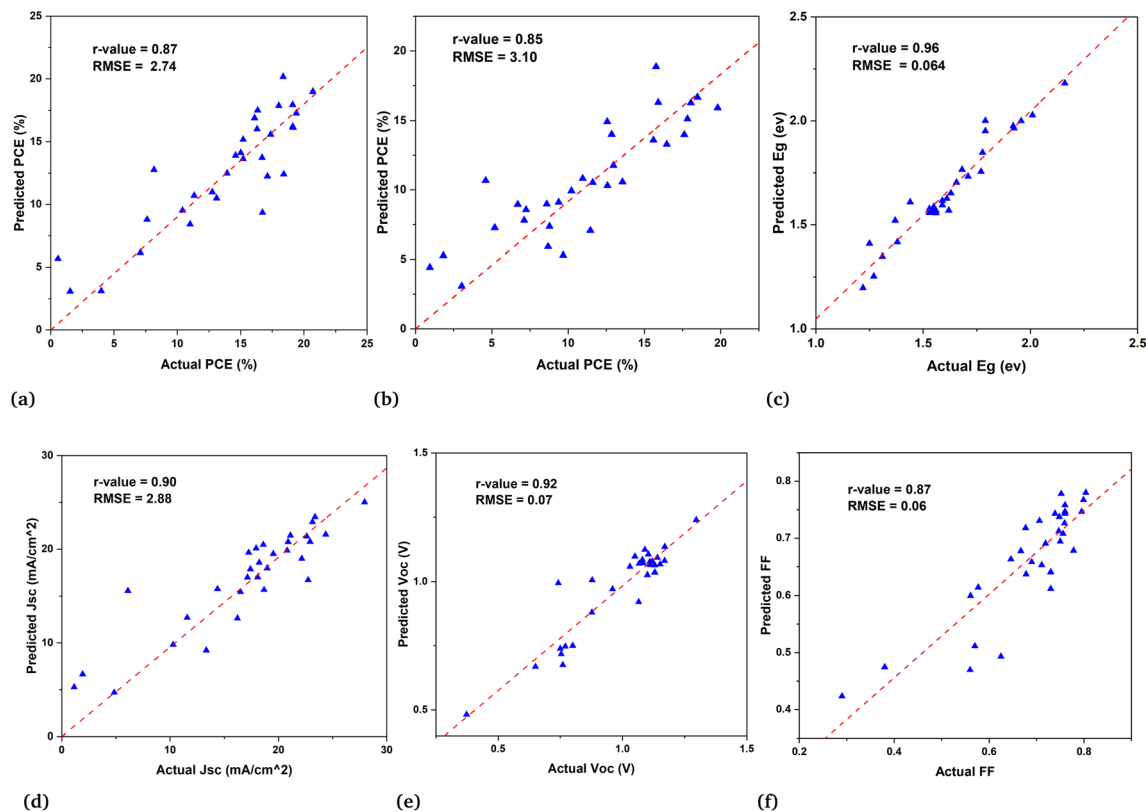 25
20
15
10
5
0
0
5
10
15
20
25
r-value = 0.87
RMSE = 2.74
Predicted PCE (%)
Actual PCE (%)
(a)
20
15
10
5
0
0
5
10
15
20
r-value = 0.85
RMSE = 3.10
Predicted PCE (%)
Actual PCE (%)
(b)
2.5
2.0
1.5
1.0
1.0
1.5
2.0
2.5
r-value = 0.96
RMSE = 0.064
Predicted Eg (ev)
Actual Eg (ev)
(c)
30
20
10
0
0
10
20
30
r-value = 0.90
RMSE = 2.88
Predicted Jsc (mA/cm^2)
Actual Jsc (mA/cm^2)
(d)
1.5
1.0
0.5
0.5
1.0
1.5
r-value = 0.92
RMSE = 0.07
Predicted Voc (V)
Actual Voc (V)
(e)
0.8
0.7
0.6
0.5
0.4
0.2
0.4
0.6
0.8
r-value = 0.87
RMSE = 0.06
Predicted FF
Actual FF
(f)